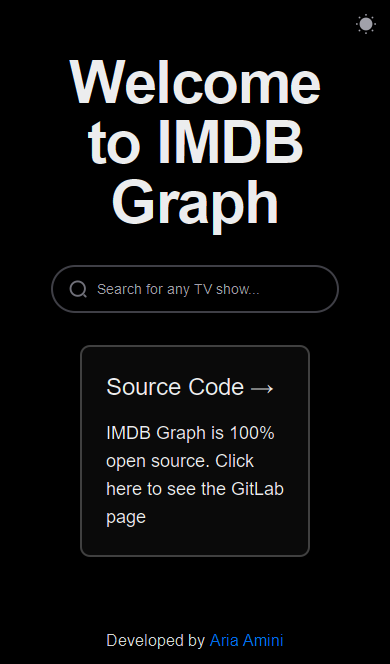 Welcome
to IMDB
Graph
Search for any TV show...
Source Code →
IMDB Graph is 100%
open source. Click
here to see the GitLab
page
Developed by Aria Amini